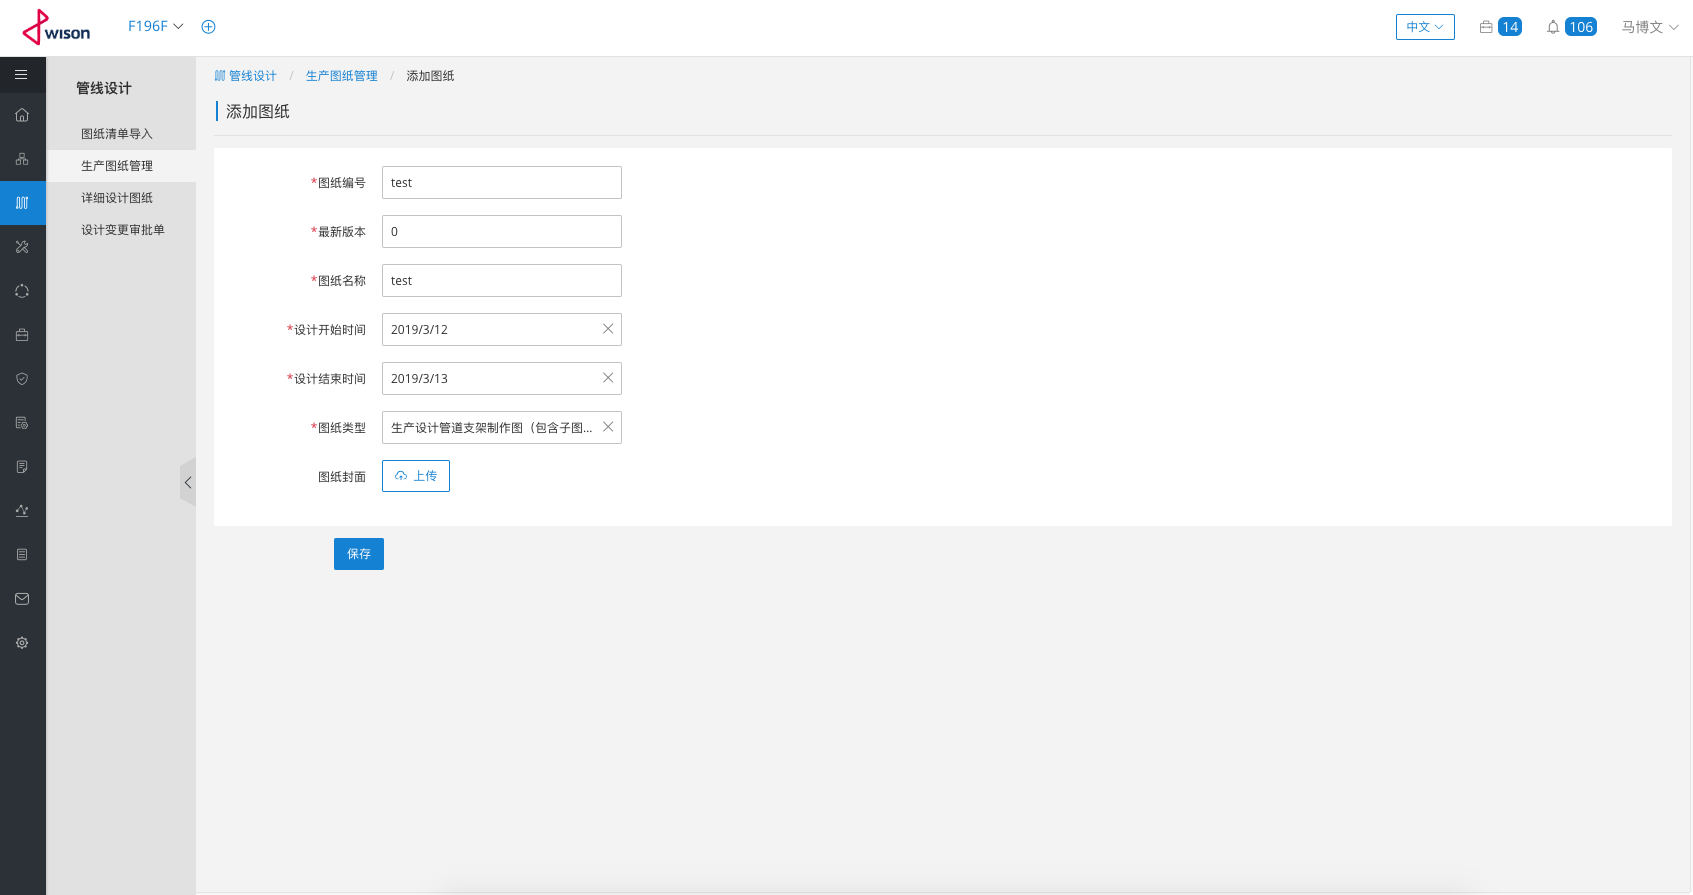 wison F196F 中文 14 106 马博文
管线设计
图纸清单导入
生产图纸管理
详细设计图纸
设计变更审批单
管线设计 / 生产图纸管理 / 添加图纸
添加图纸
*图纸编号 test
*最新版本 0
*图纸名称 test
*设计开始时间 2019/3/12
*设计结束时间 2019/3/13
*图纸类型 生产设计管道支架制作图（包含子图...
图纸封面 上传
保存